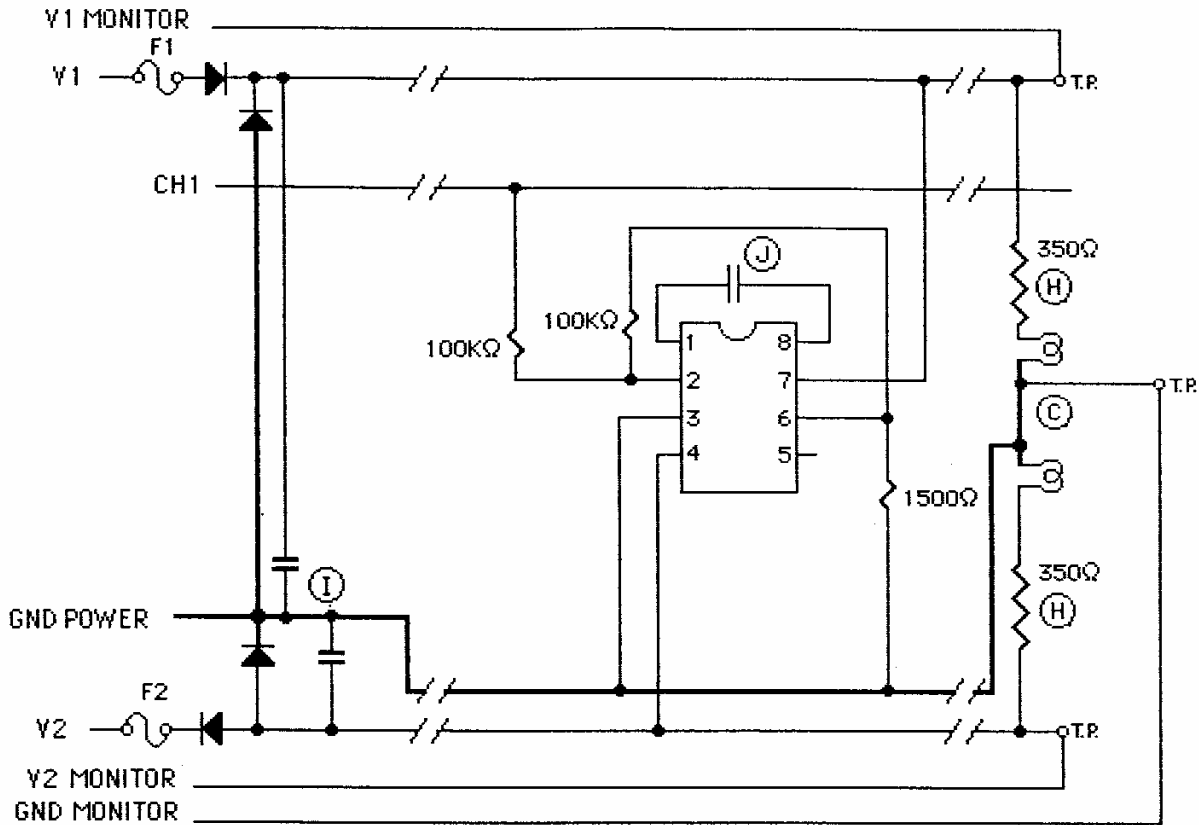 V1 MONITOR
F1
V1
T.P.
CH1
350Ω
H
J
100KΩ
100KΩ
1
8
2
7
T.P.
C
3
6
4
5
1500Ω
350Ω
H
I
GND POWER
F2
V2
T.P.
V2 MONITOR
GND MONITOR